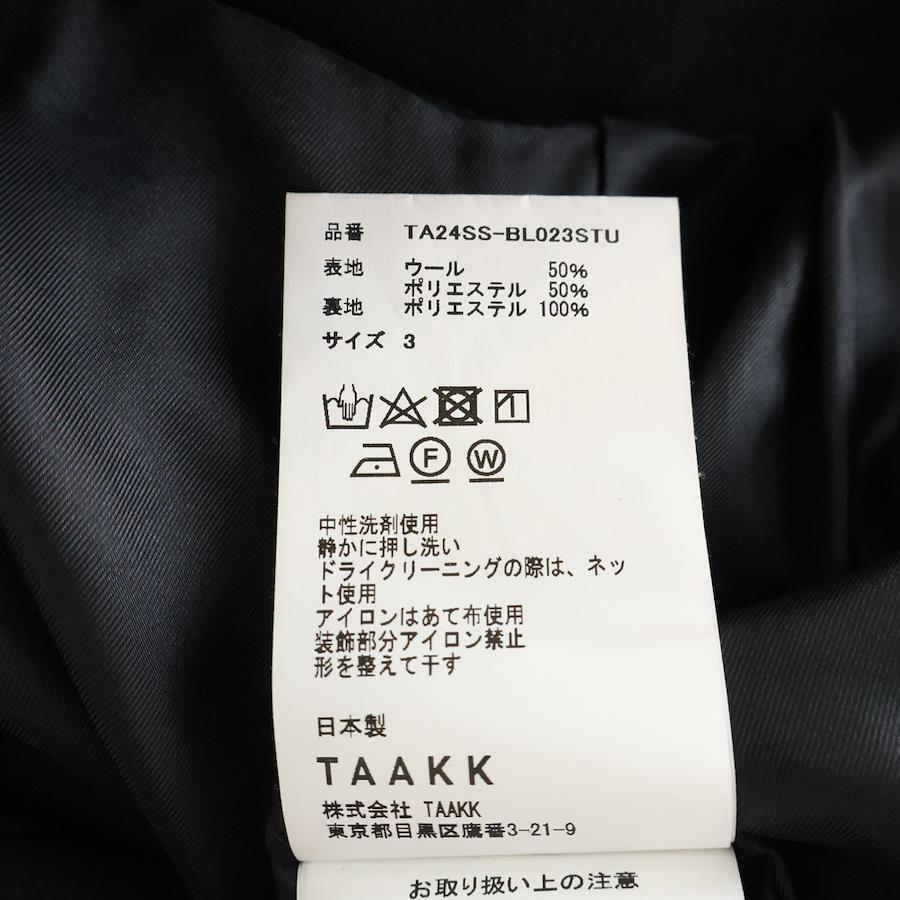 品番 TA24SS-BL023STU
表地 ウール 50%
ポリエステル 50%
裏地 ポリエステル 100%
サイズ 3
F W
中性洗剤使用
静かに押し洗い
ドライクリーニングの際は、ネッ
ト使用
アイロンはあて布使用
装飾部分アイロン禁止
形を整えて干す
日本製
TAAKK
株式会社 TAAKK
東京都目黒区鷹番3-21-9
お取り扱い上の注意